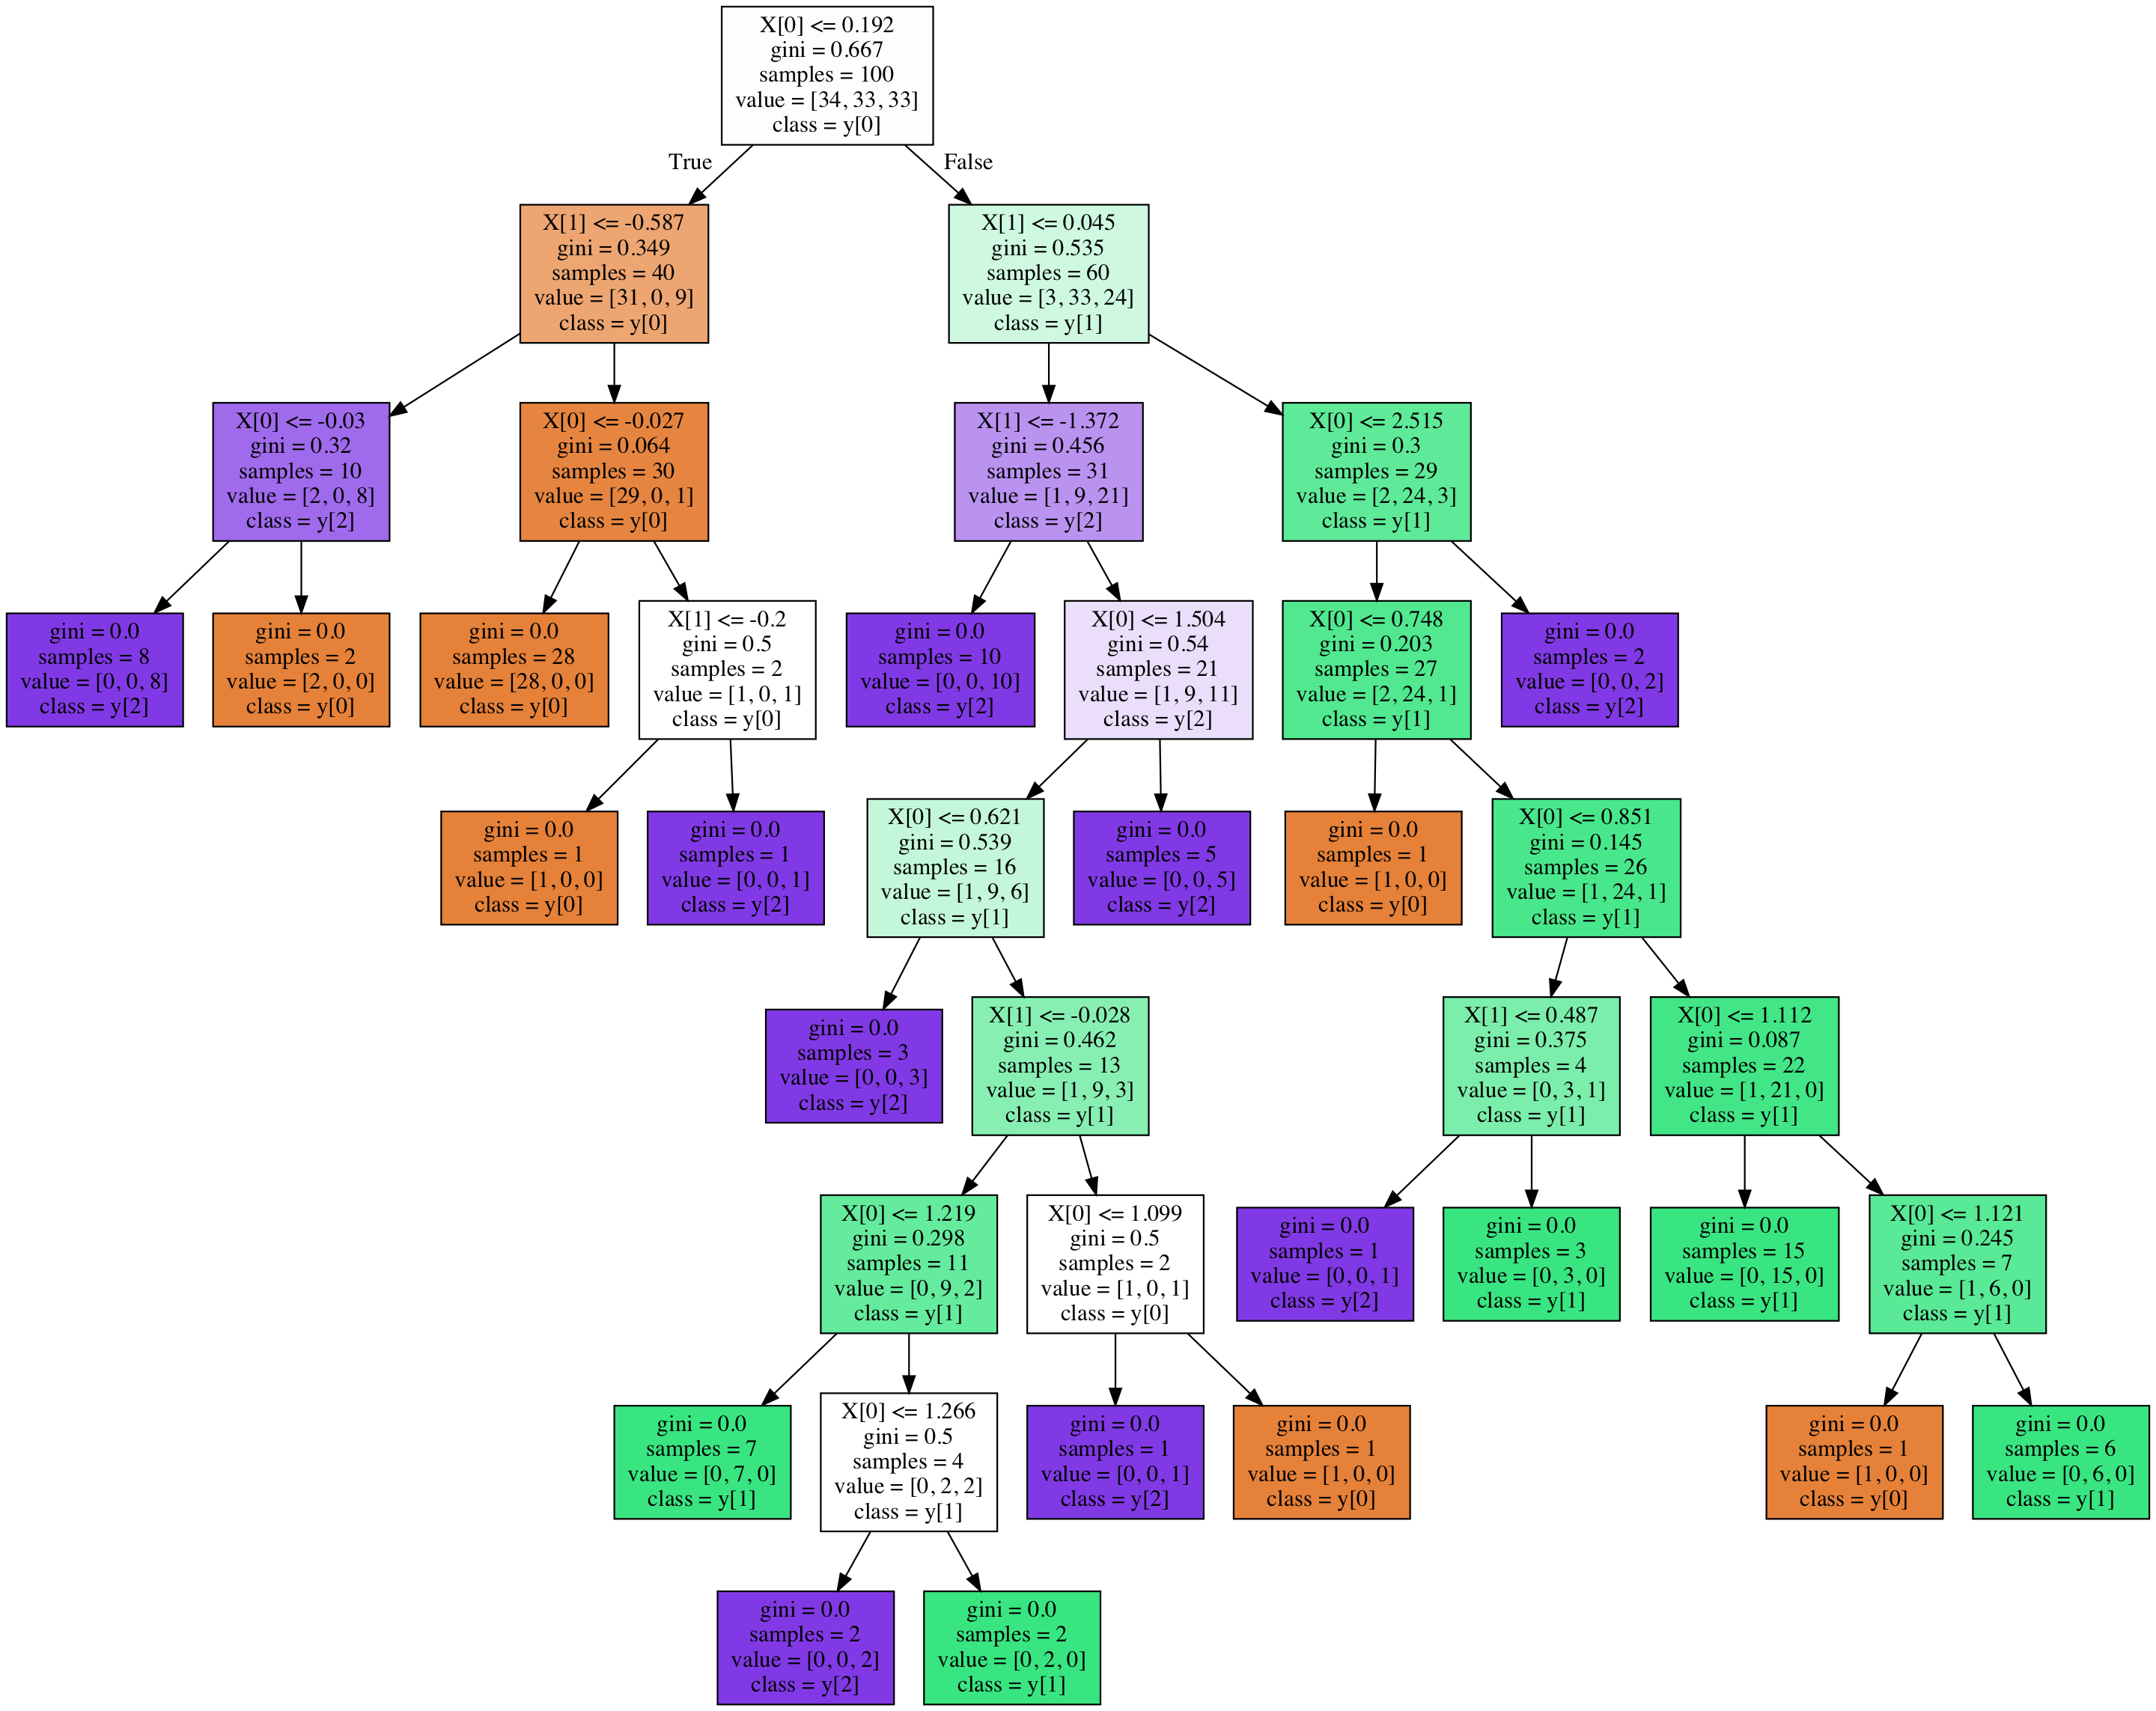 X[0] <= 0.192
gini = 0.667
samples = 100
value = [34, 33, 33]
class = y[0]
True
False
X[1] <= -0.587
gini = 0.349
samples = 40
value = [31, 0, 9]
class = y[0]
X[1] <= 0.045
gini = 0.535
samples = 60
value = [3, 33, 24]
class = y[1]
X[0] <= -0.03
gini = 0.32
samples = 10
value = [2, 0, 8]
class = y[2]
X[0] <= -0.027
gini = 0.064
samples = 30
value = [29, 0, 1]
class = y[0]
X[1] <= -1.372
gini = 0.456
samples = 31
value = [1, 9, 21]
class = y[2]
X[0] <= 2.515
gini = 0.3
samples = 29
value = [2, 24, 3]
class = y[1]
gini = 0.0
samples = 8
value = [0, 0, 8]
class = y[2]
gini = 0.0
samples = 2
value = [2, 0, 0]
class = y[0]
gini = 0.0
samples = 28
value = [28, 0, 0]
class = y[0]
X[1] <= -0.2
gini = 0.5
samples = 2
value = [1, 0, 1]
class = y[0]
gini = 0.0
samples = 10
value = [0, 0, 10]
class = y[2]
X[0] <= 1.504
gini = 0.54
samples = 21
value = [1, 9, 11]
class = y[2]
X[0] <= 0.748
gini = 0.203
samples = 27
value = [2, 24, 1]
class = y[1]
gini = 0.0
samples = 2
value = [0, 0, 2]
class = y[2]
gini = 0.0
samples = 1
value = [1, 0, 0]
class = y[0]
gini = 0.0
samples = 1
value = [0, 0, 1]
class = y[2]
X[0] <= 0.621
gini = 0.539
samples = 16
value = [1, 9, 6]
class = y[1]
gini = 0.0
samples = 5
value = [0, 0, 5]
class = y[2]
gini = 0.0
samples = 1
value = [1, 0, 0]
class = y[0]
X[0] <= 0.851
gini = 0.145
samples = 26
value = [1, 24, 1]
class = y[1]
gini = 0.0
samples = 3
value = [0, 0, 3]
class = y[2]
X[1] <= -0.028
gini = 0.462
samples = 13
value = [1, 9, 3]
class = y[1]
X[1] <= 0.487
gini = 0.375
samples = 4
value = [0, 3, 1]
class = y[1]
X[0] <= 1.112
gini = 0.087
samples = 22
value = [1, 21, 0]
class = y[1]
X[0] <= 1.219
gini = 0.298
samples = 11
value = [0, 9, 2]
class = y[1]
X[0] <= 1.099
gini = 0.5
samples = 2
value = [1, 0, 1]
class = y[0]
gini = 0.0
samples = 1
value = [0, 0, 1]
class = y[2]
gini = 0.0
samples = 3
value = [0, 3, 0]
class = y[1]
gini = 0.0
samples = 15
value = [0, 15, 0]
class = y[1]
X[0] <= 1.121
gini = 0.245
samples = 7
value = [1, 6, 0]
class = y[1]
gini = 0.0
samples = 7
value = [0, 7, 0]
class = y[1]
X[0] <= 1.266
gini = 0.5
samples = 4
value = [0, 2, 2]
class = y[1]
gini = 0.0
samples = 1
value = [0, 0, 1]
class = y[2]
gini = 0.0
samples = 1
value = [1, 0, 0]
class = y[0]
gini = 0.0
samples = 1
value = [1, 0, 0]
class = y[0]
gini = 0.0
samples = 6
value = [0, 6, 0]
class = y[1]
gini = 0.0
samples = 2
value = [0, 0, 2]
class = y[2]
gini = 0.0
samples = 2
value = [0, 2, 0]
class = y[1]